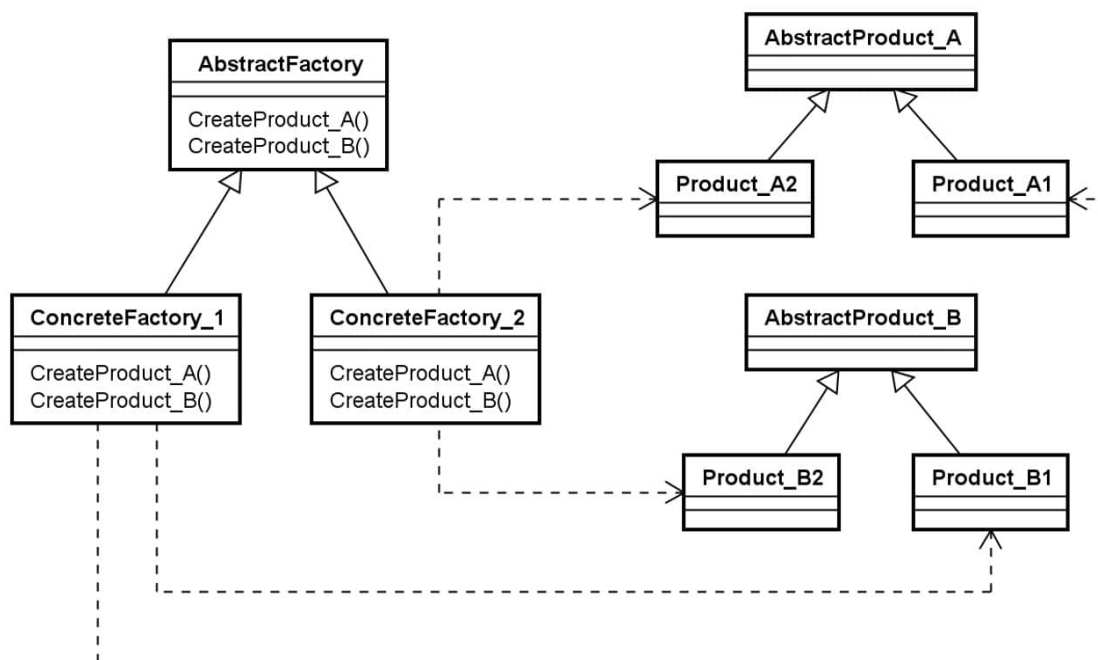 AbstractFactory
CreateProduct_A()
CreateProduct_B()
ConcreteFactory_1
CreateProduct_A()
CreateProduct_B()
ConcreteFactory_2
CreateProduct_A()
CreateProduct_B()
AbstractProduct_A
Product_A2
Product_A1
AbstractProduct_B
Product_B2
Product_B1